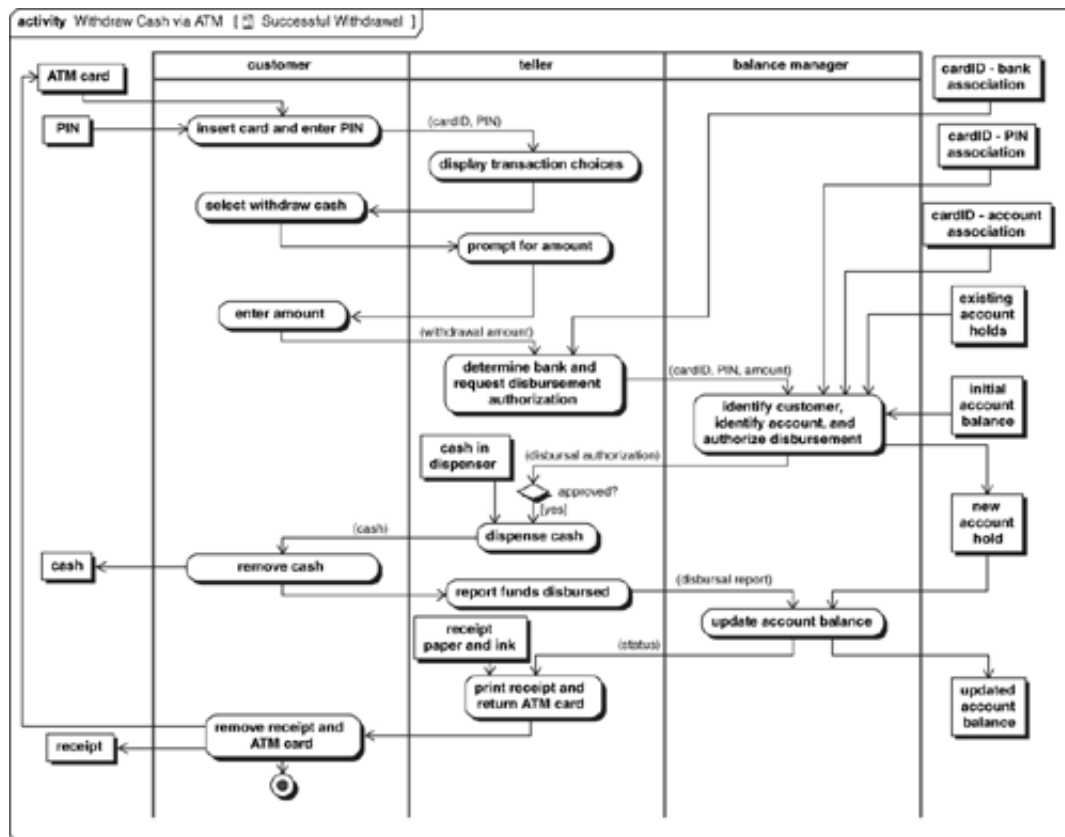 activity Withdraw Cash via ATM [ Successful Withdrawal ]
customer
teller
balance manager
ATM card
cardID - bank
association
PIN
insert card and enter PIN
(cardID, PIN)
cardID - PIN
association
display transaction choices
select withdraw cash
cardID - account
association
prompt for amount
existing
account
holds
enter amount
(withdrawal amount)
determine bank and
request disbursement
authorization
(cardID, PIN, amount)
identify customer,
identify account, and
authorize disbursement
initial
account
balance
cash in
dispenser
(disbursal authorization)
approved?
[yes]
new
account
hold
dispense cash
(cash)
cash
remove cash
report funds disbursed
(disbursal report)
update account balance
receipt
paper and ink
(status)
print receipt and
return ATM card
updated
account
balance
remove receipt and
ATM card
receipt